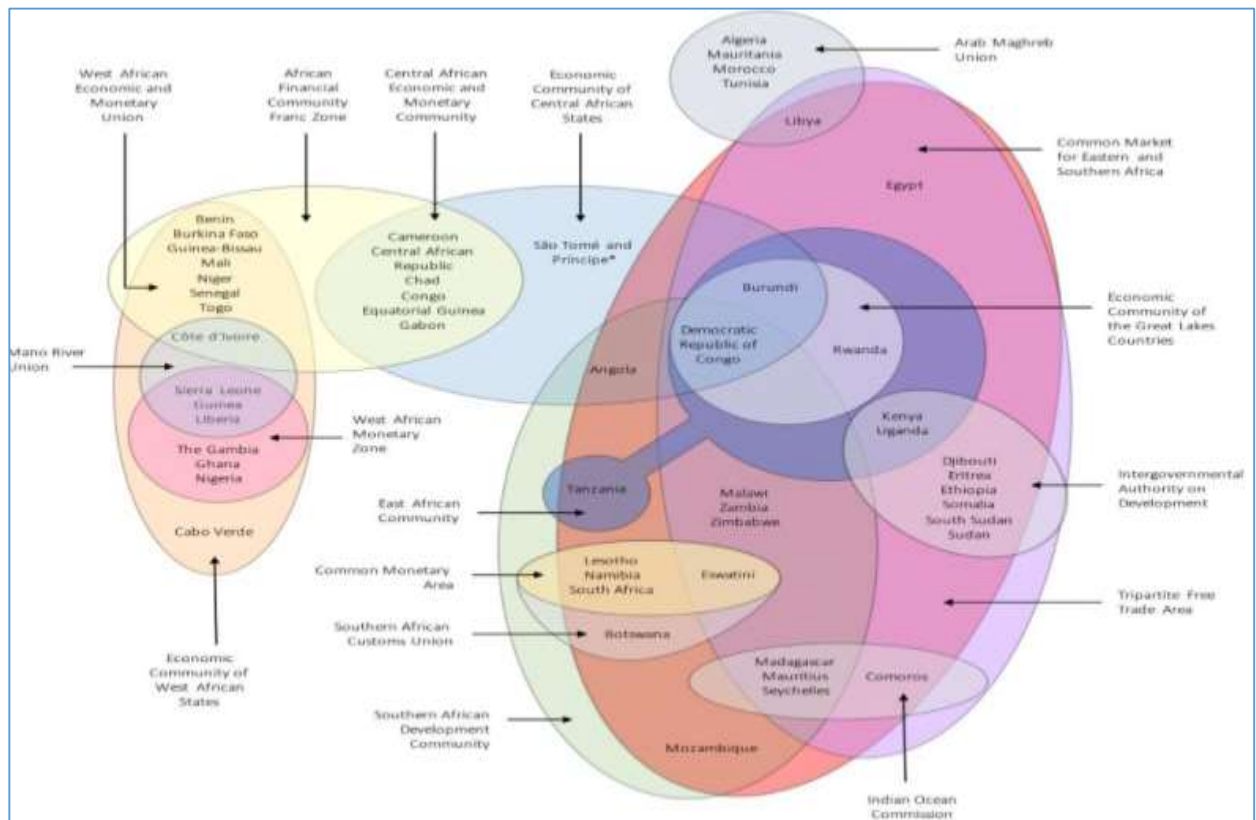 West African
Economic and
Monetary
Union
African
Financial
Community
Franc Zone
Central African
Economic and
Monetary
Community
Economic
Community of
Central African
States
Algeria
Mauritania
Morocco
Tunisia
Arab Maghreb
Union
Libya
Common Market
for Eastern and
Southern Africa
Egypt
Benin
Burkina Faso
Guinea-Bissau
Mali
Niger
Senegal
Togo
Cameroon
Central African
Republic
Chad
Congo
Equatorial Guinea
Gabon
São Tomé and
Príncipe*
Burundi
Economic
Community of
the Great Lakes
Countries
Côte d'Ivoire
Democratic
Republic of
Congo
Rwanda
Mano River
Union
Angola
Sierra Leone
Guinea
Liberia
West African
Monetary
Zone
Kenya
Uganda
The Gambia
Ghana
Nigeria
Djibouti
Eritrea
Ethiopia
Somalia
South Sudan
Sudan
Intergovernmental
Authority on
Development
Tanzania
East African
Community
Malawi
Zambia
Zimbabwe
Cabo Verde
Common Monetary
Area
Lesotho
Namibia
South Africa
Eswatini
Tripartite Free
Trade Area
Southern African
Customs Union
Botswana
Economic
Community of
West African
States
Madagascar
Mauritius
Seychelles
Comoros
Southern African
Development
Community
Mozambique
Indian Ocean
Commission